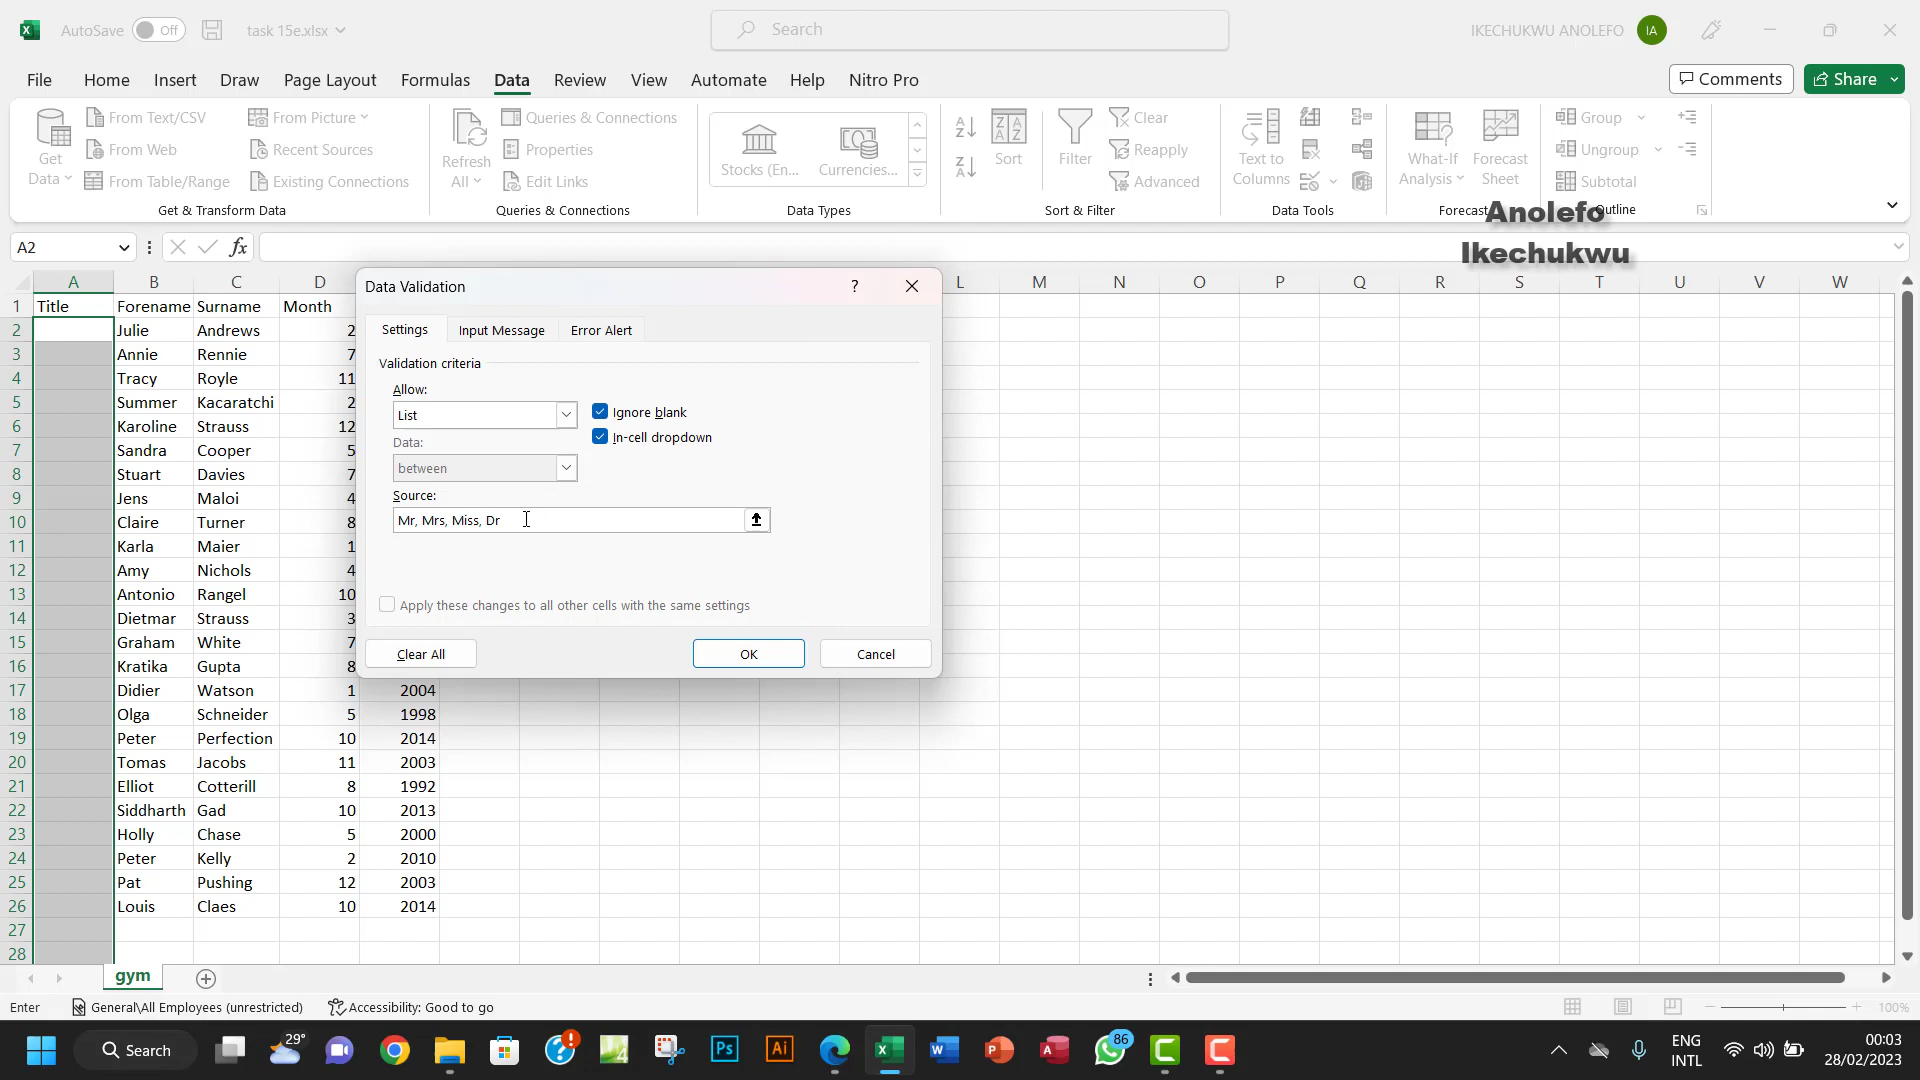 AutoSave Off task 15e.xlsx Search IKECHUKWU ANOLEFO IA
File Home Insert Draw Page Layout Formulas Data Review View Automate Help Nitro Pro Comments Share
Get Data
From Text/CSV
From Web
From Table/Range
From Picture
Recent Sources
Existing Connections
Get & Transform Data
Refresh All
Queries & Connections
Properties
Edit Links
Queries & Connections
Stocks (En...
Currencies...
Data Types
Sort
Filter
Clear
Reapply
Advanced
Sort & Filter
Text to Columns
Data Tools
What-If Analysis
Forecast Sheet
Forecast
Group
Ungroup
Subtotal
Outline
Anolefo
Ikechukwu
A2 fx
A B C D L M N O P Q R S T U V W
1 Title Forename Surname Month
2 Julie Andrews 2
3 Annie Rennie 7
4 Tracy Royle 11
5 Summer Kacaratchi 2
6 Karoline Strauss 12
7 Sandra Cooper 5
8 Stuart Davies 7
9 Jens Maloi 4
10 Claire Turner 8
11 Karla Maier 1
12 Amy Nichols 4
13 Antonio Rangel 10
14 Dietmar Strauss 3
15 Graham White 7
16 Kratika Gupta 8
17 Didier Watson 1 2004
18 Olga Schneider 5 1998
19 Peter Perfection 10 2014
20 Tomas Jacobs 11 2003
21 Elliot Cotterill 8 1992
22 Siddharth Gad 10 2013
23 Holly Chase 5 2000
24 Peter Kelly 2 2010
25 Pat Pushing 12 2003
26 Louis Claes 10 2014
27
28
Data Validation ?
Settings Input Message Error Alert
Validation criteria
Allow:
List Ignore blank
In-cell dropdown
Data:
between
Source:
Mr, Mrs, Miss, Dr
Apply these changes to all other cells with the same settings
Clear All OK Cancel
gym
Enter General\All Employees (unrestricted) Accessibility: Good to go 100%
Search 29° Ps Ai 86 ENG INTL 00:03 28/02/2023